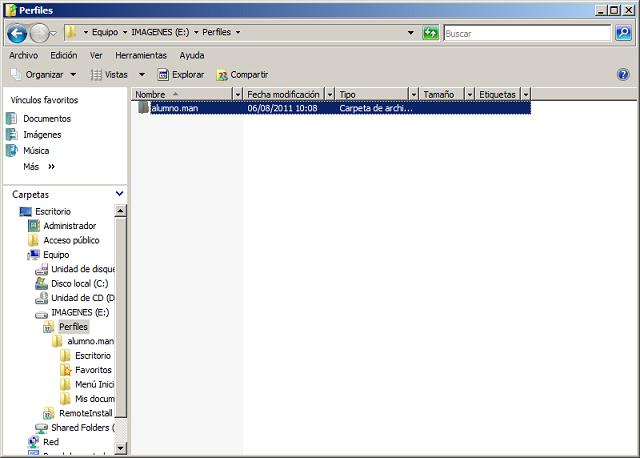 Perfiles
Equipo IMAGENES (E:) Perfiles
Buscar
Archivo Edición Ver Herramientas Ayuda
Organizar Vistas Explorar Compartir
Vínculos favoritos
Documentos
Imágenes
Música
Más »
Nombre Fecha modificación Tipo Tamaño Etiquetas
alumno.man 06/08/2011 10:08 Carpeta de archi...
Carpetas
Escritorio
Administrador
Acceso público
Equipo
Unidad de disque
Disco local (C:)
Unidad de CD (D
IMAGENES (E:)
Perfiles
alumno.man
Escritorio
Favoritos
Menú Inici
Mis docum
RemoteInstall
Shared Folders (
Red